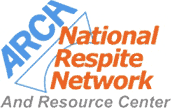 ARCH
National
Respite
Network
And Resource Center